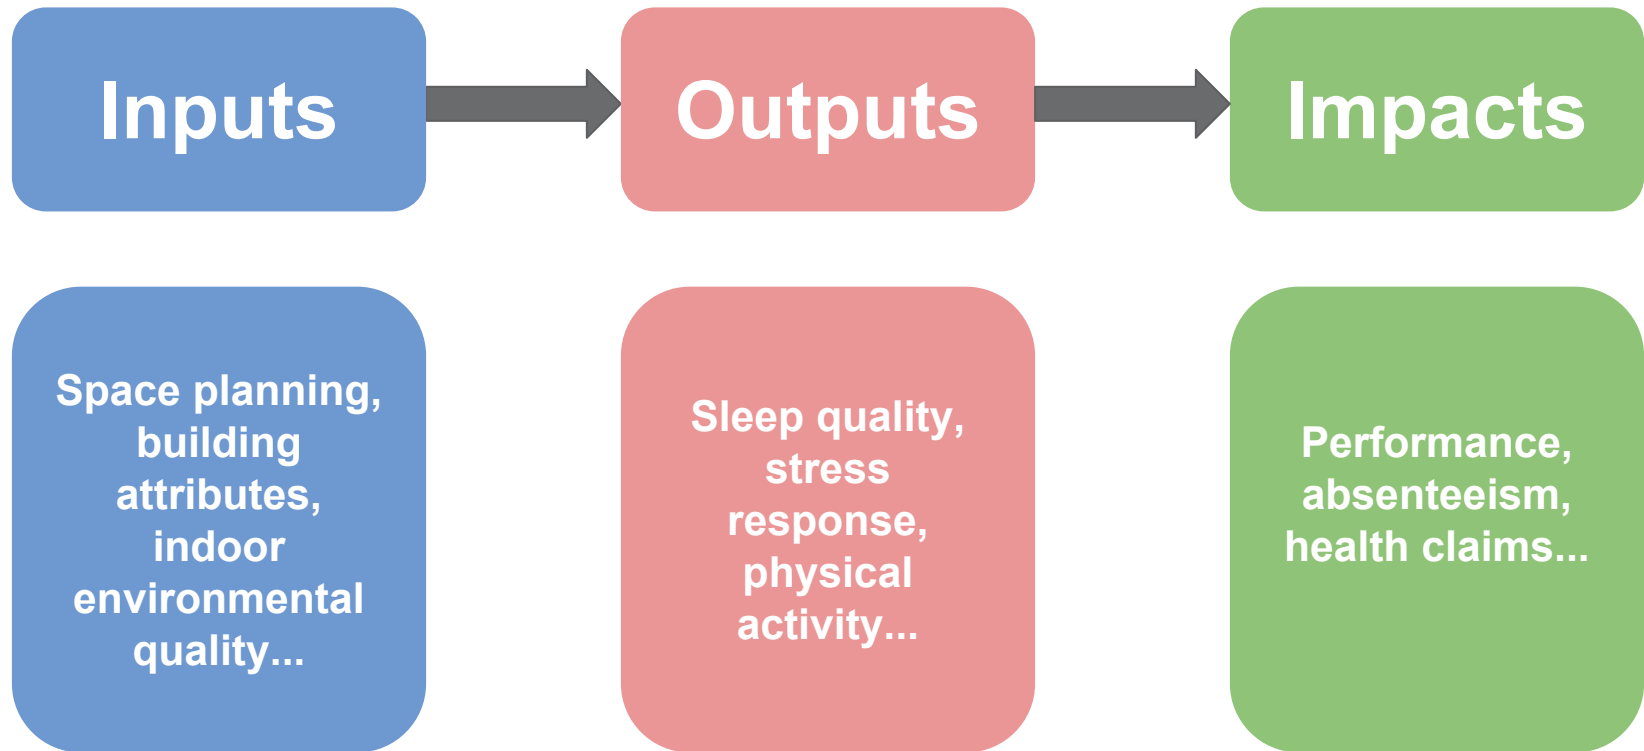 Inputs
Outputs
Impacts
Space planning,
building
attributes,
indoor
environmental
quality...
Sleep quality,
stress
response,
physical
activity...
Performance,
absenteeism,
health claims...